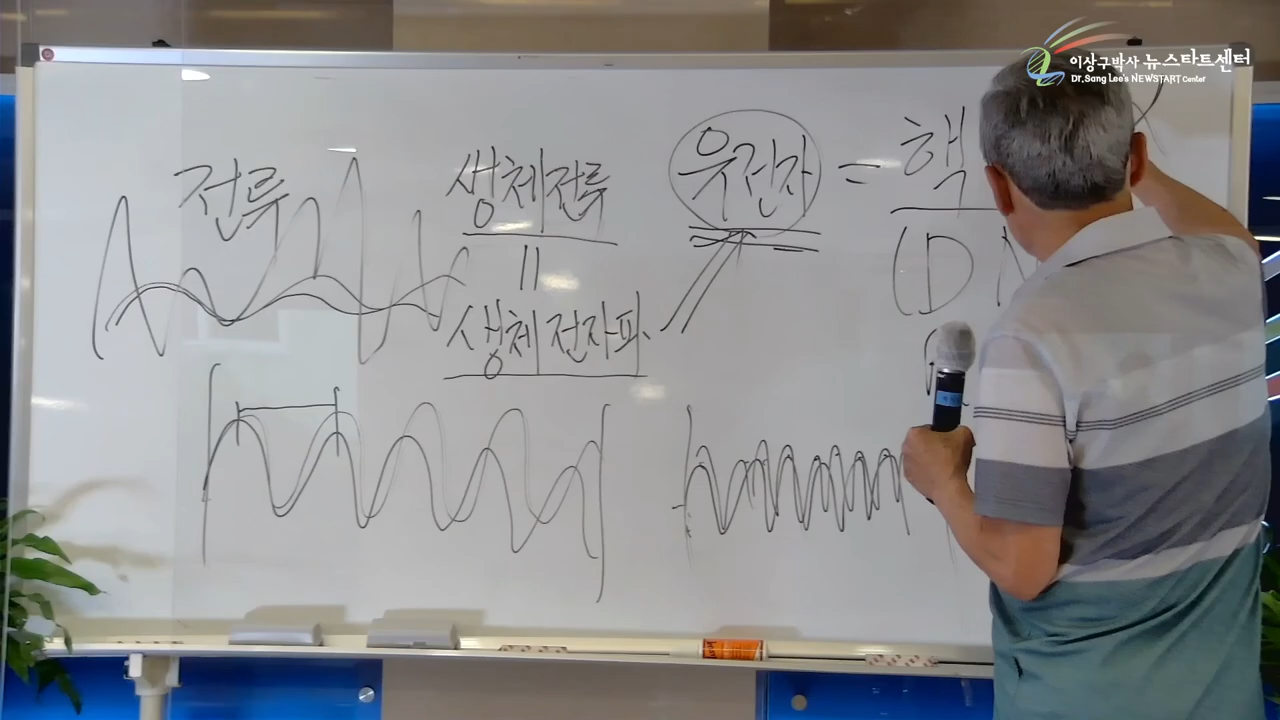 이상구박사 뉴스타트센터
Dr. Sang Lee's NEWSTART Center
전류
생체전류
=
생체전자파
유전자 = 핵
(DN